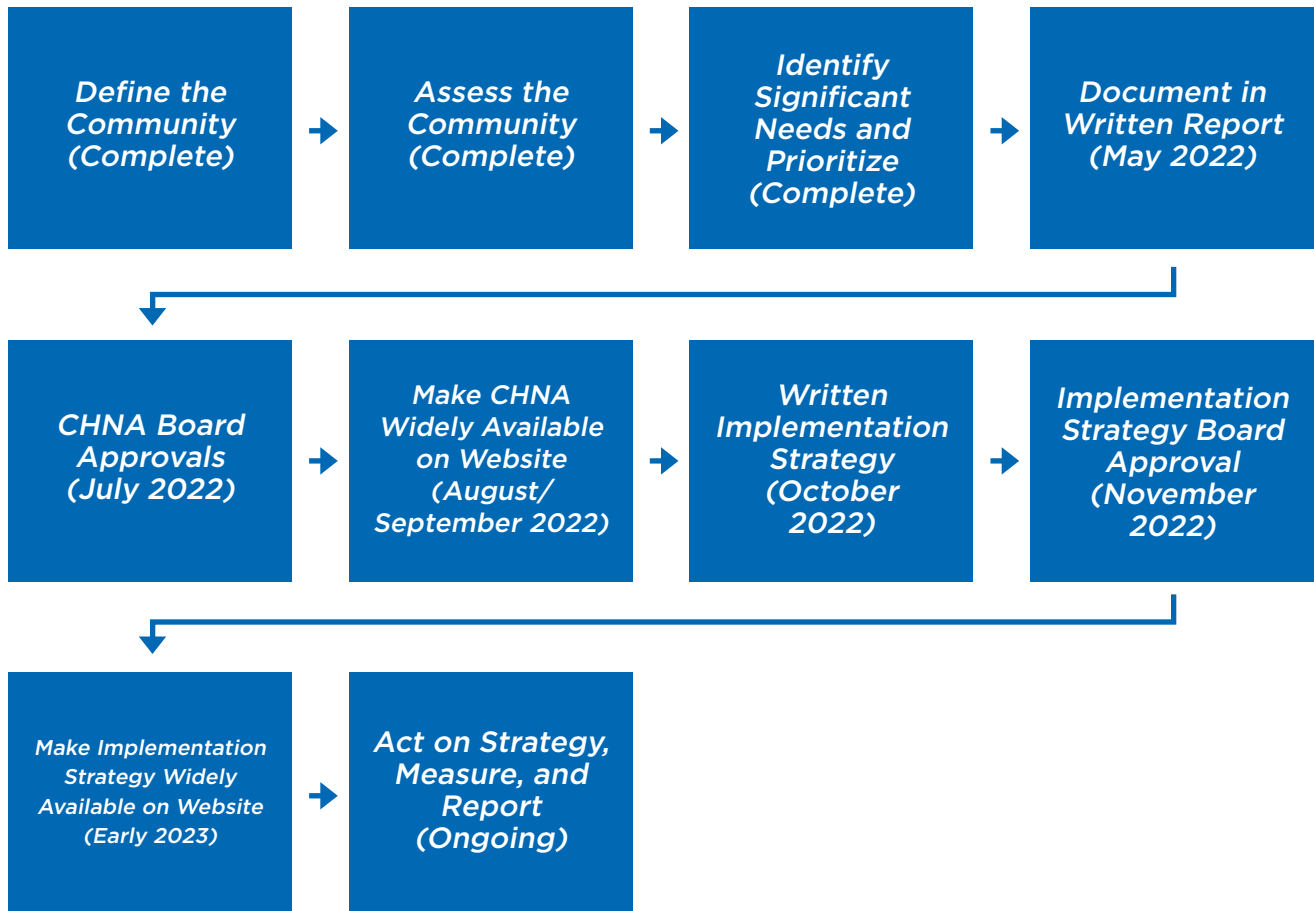 Define the
Community
(Complete)
Assess the
Community
(Complete)
Identify
Significant
Needs and
Prioritize
(Complete)
Document in
Written Report
(May 2022)
CHNA Board
Approvals
(July 2022)
Make CHNA
Widely Available
on Website
(August/
September 2022)
Written
Implementation
Strategy
(October
2022)
Implementation
Strategy Board
Approval
(November
2022)
Make Implementation
Strategy Widely
Available on Website
(Early 2023)
Act on Strategy,
Measure, and
Report
(Ongoing)